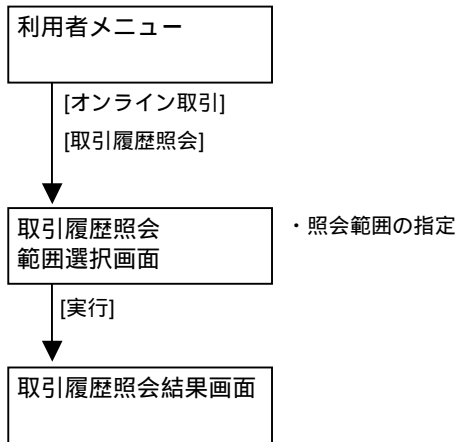 利用者メニュー
[オンライン取引]
[取引履歴照会]
取引履歴照会
範囲選択画面
・照会範囲の指定
[実行]
取引履歴照会結果画面